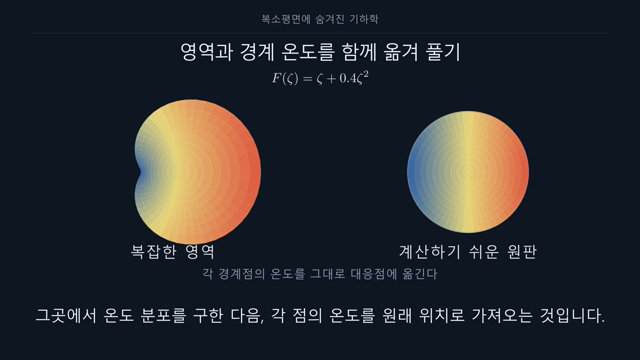 복소평면에 숨겨진 기하학
영역과 경계 온도를 함께 옮겨 풀기
F(ζ) = ζ + 0.4ζ²
복잡한 영역
계산하기 쉬운 원판
각 경계점의 온도를 그대로 대응점에 옮긴다
그곳에서 온도 분포를 구한 다음, 각 점의 온도를 원래 위치로 가져오는 것입니다.